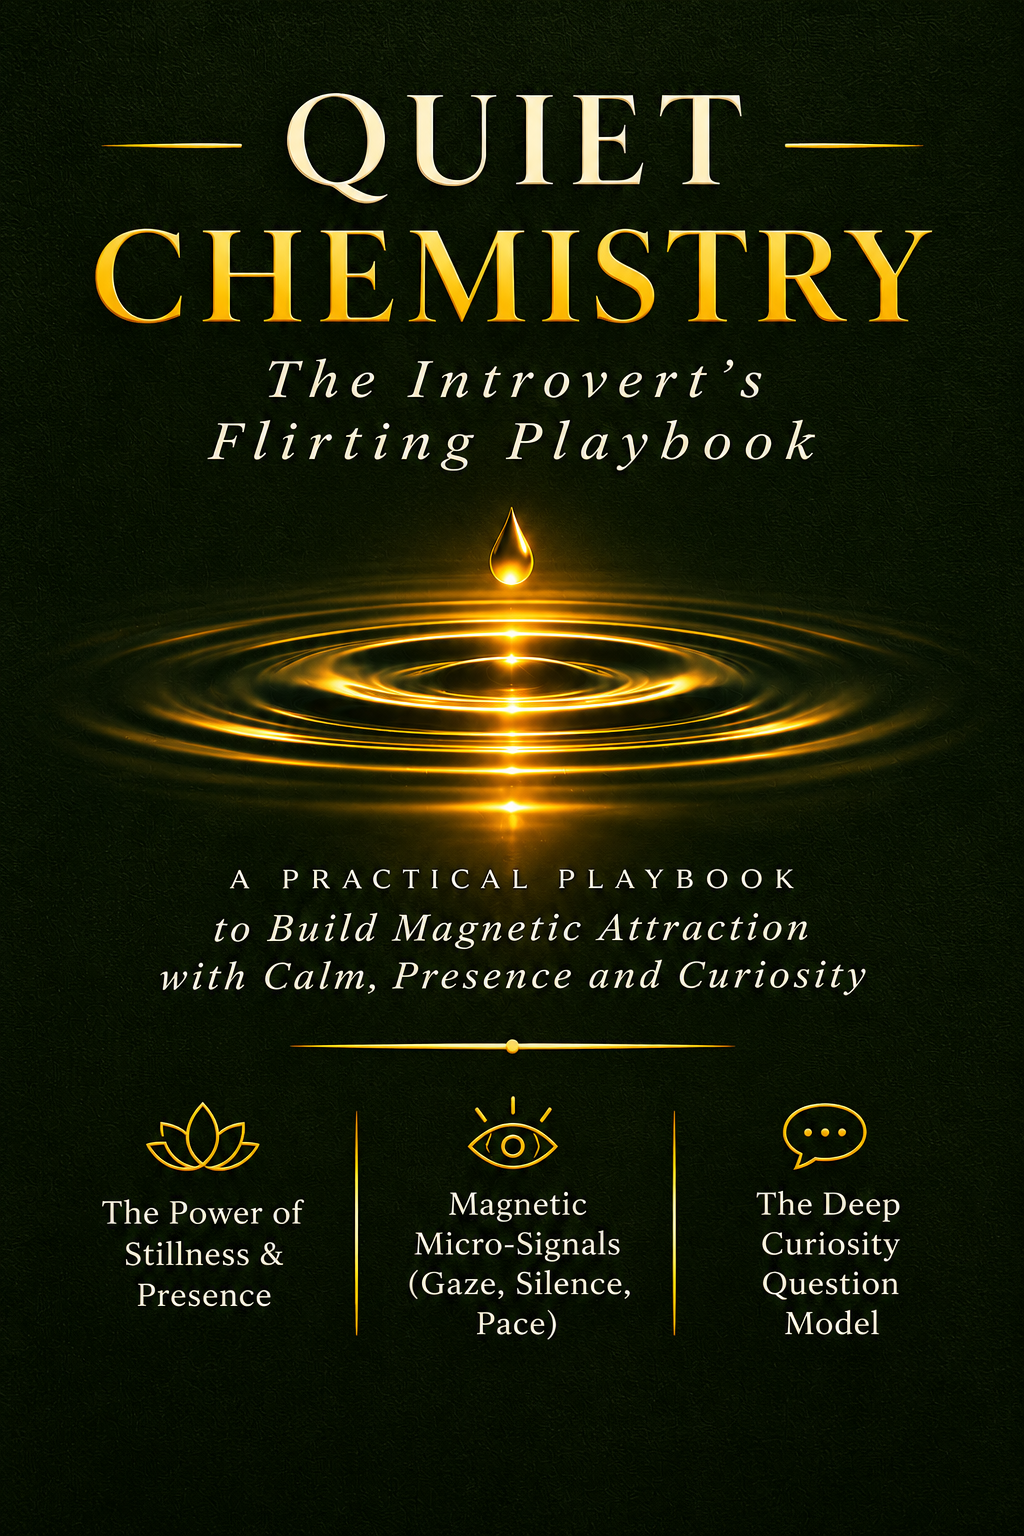 QUIET
CHEMISTRY
The Introvert’s
Flirting Playbook
A PRACTICAL PLAYBOOK
to Build Magnetic Attraction
with Calm, Presence and Curiosity
The Power of
Stillness &
Presence
Magnetic
Micro-Signals
(Gaze, Silence,
Pace)
The Deep
Curiosity
Question
Model